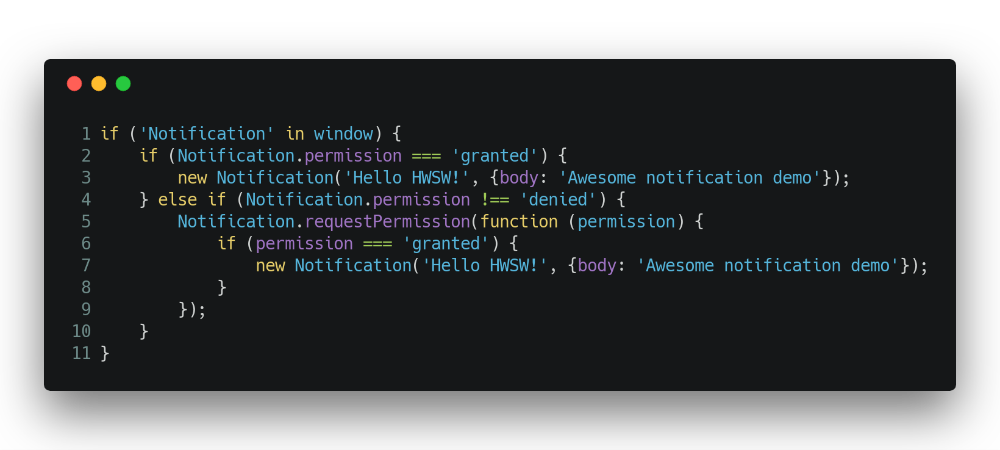 1 if ('Notification' in window) {
2     if (Notification.permission === 'granted') {
3         new Notification('Hello HWSW!', {body: 'Awesome notification demo'});
4     } else if (Notification.permission !== 'denied') {
5         Notification.requestPermission(function (permission) {
6             if (permission === 'granted') {
7                 new Notification('Hello HWSW!', {body: 'Awesome notification demo'});
8             }
9         });
10     }
11 }